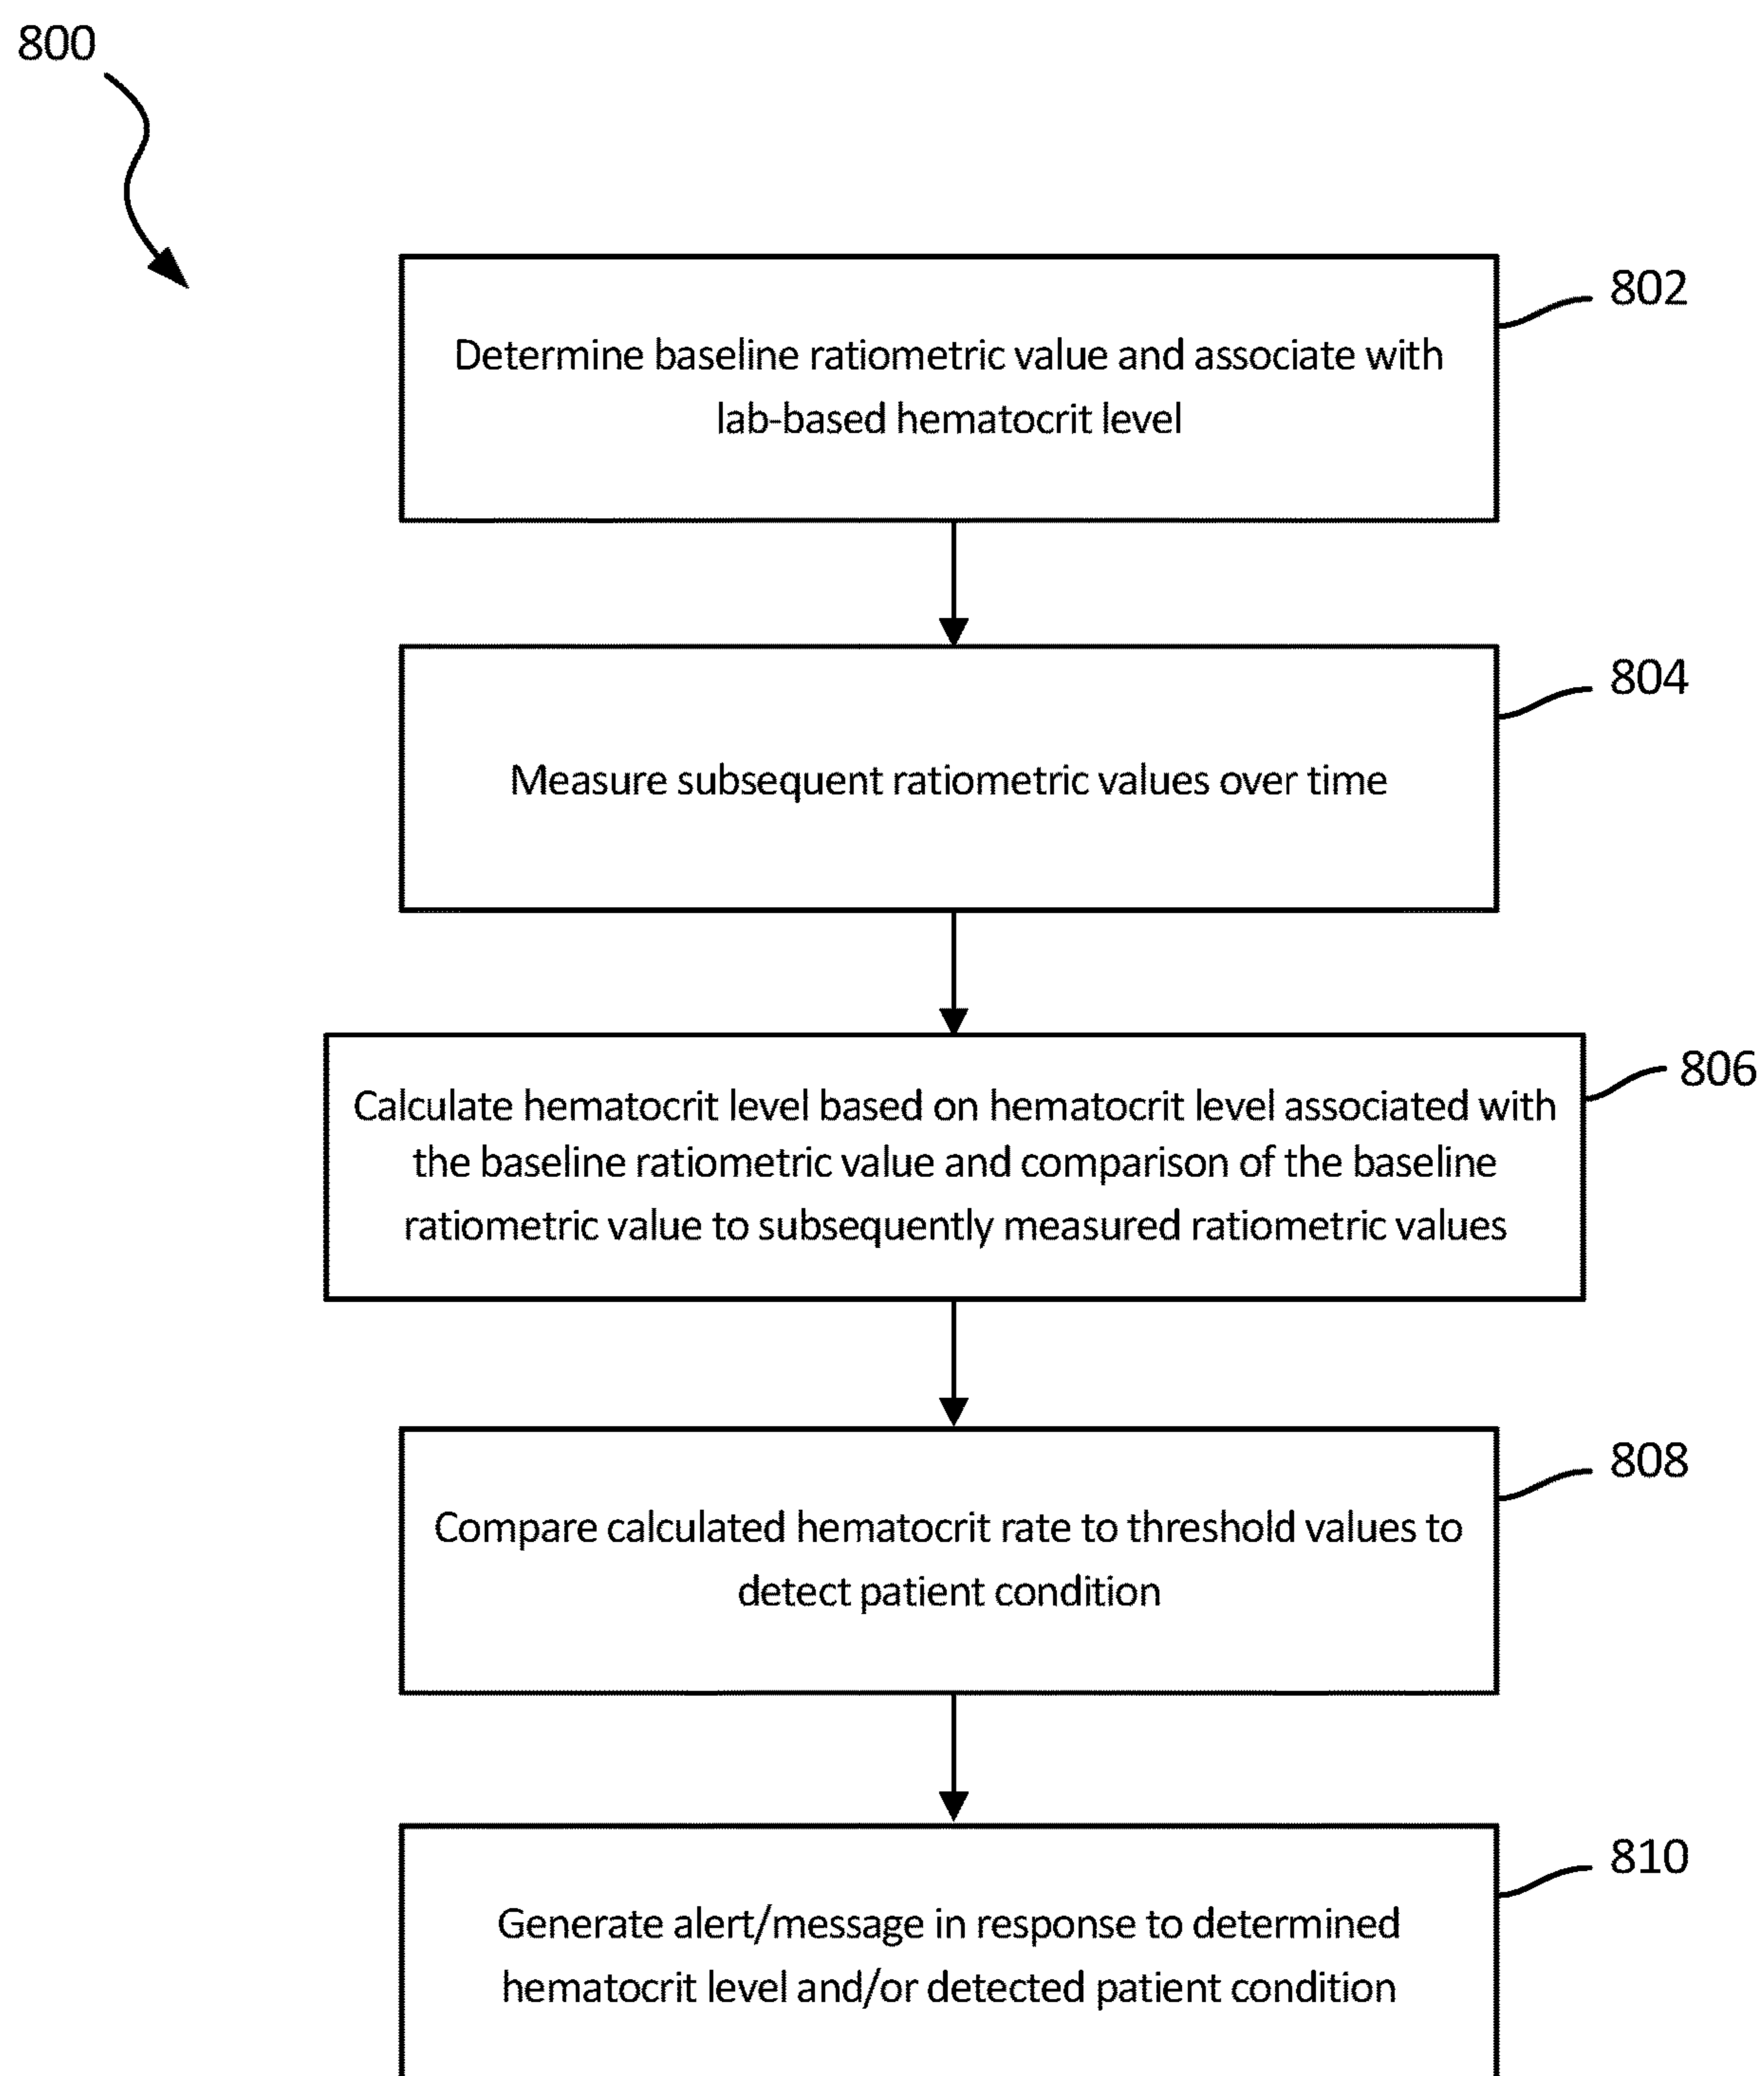 800
802
Determine baseline ratiometric value and associate with
lab-based hematocrit level
804
Measure subsequent ratiometric values over time
806
Calculate hematocrit level based on hematocrit level associated with
the baseline ratiometric value and comparison of the baseline
ratiometric value to subsequently measured ratiometric values
808
Compare calculated hematocrit rate to threshold values to
detect patient condition
810
Generate alert/message in response to determined
hematocrit level and/or detected patient condition